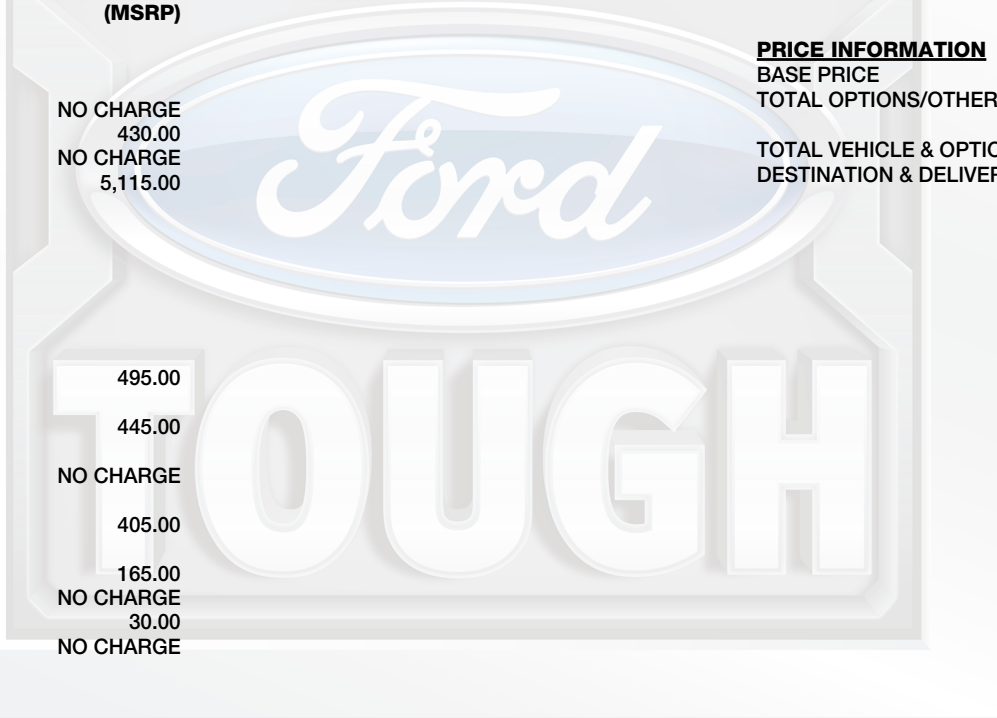 (MSRP)
NO CHARGE
430.00
NO CHARGE
5,115.00
495.00
445.00
NO CHARGE
405.00
165.00
NO CHARGE
30.00
NO CHARGE
PRICE INFORMATION
BASE PRICE
TOTAL OPTIONS/OTHER
TOTAL VEHICLE & OPTIO
DESTINATION & DELIVER
Ford
TOUGH